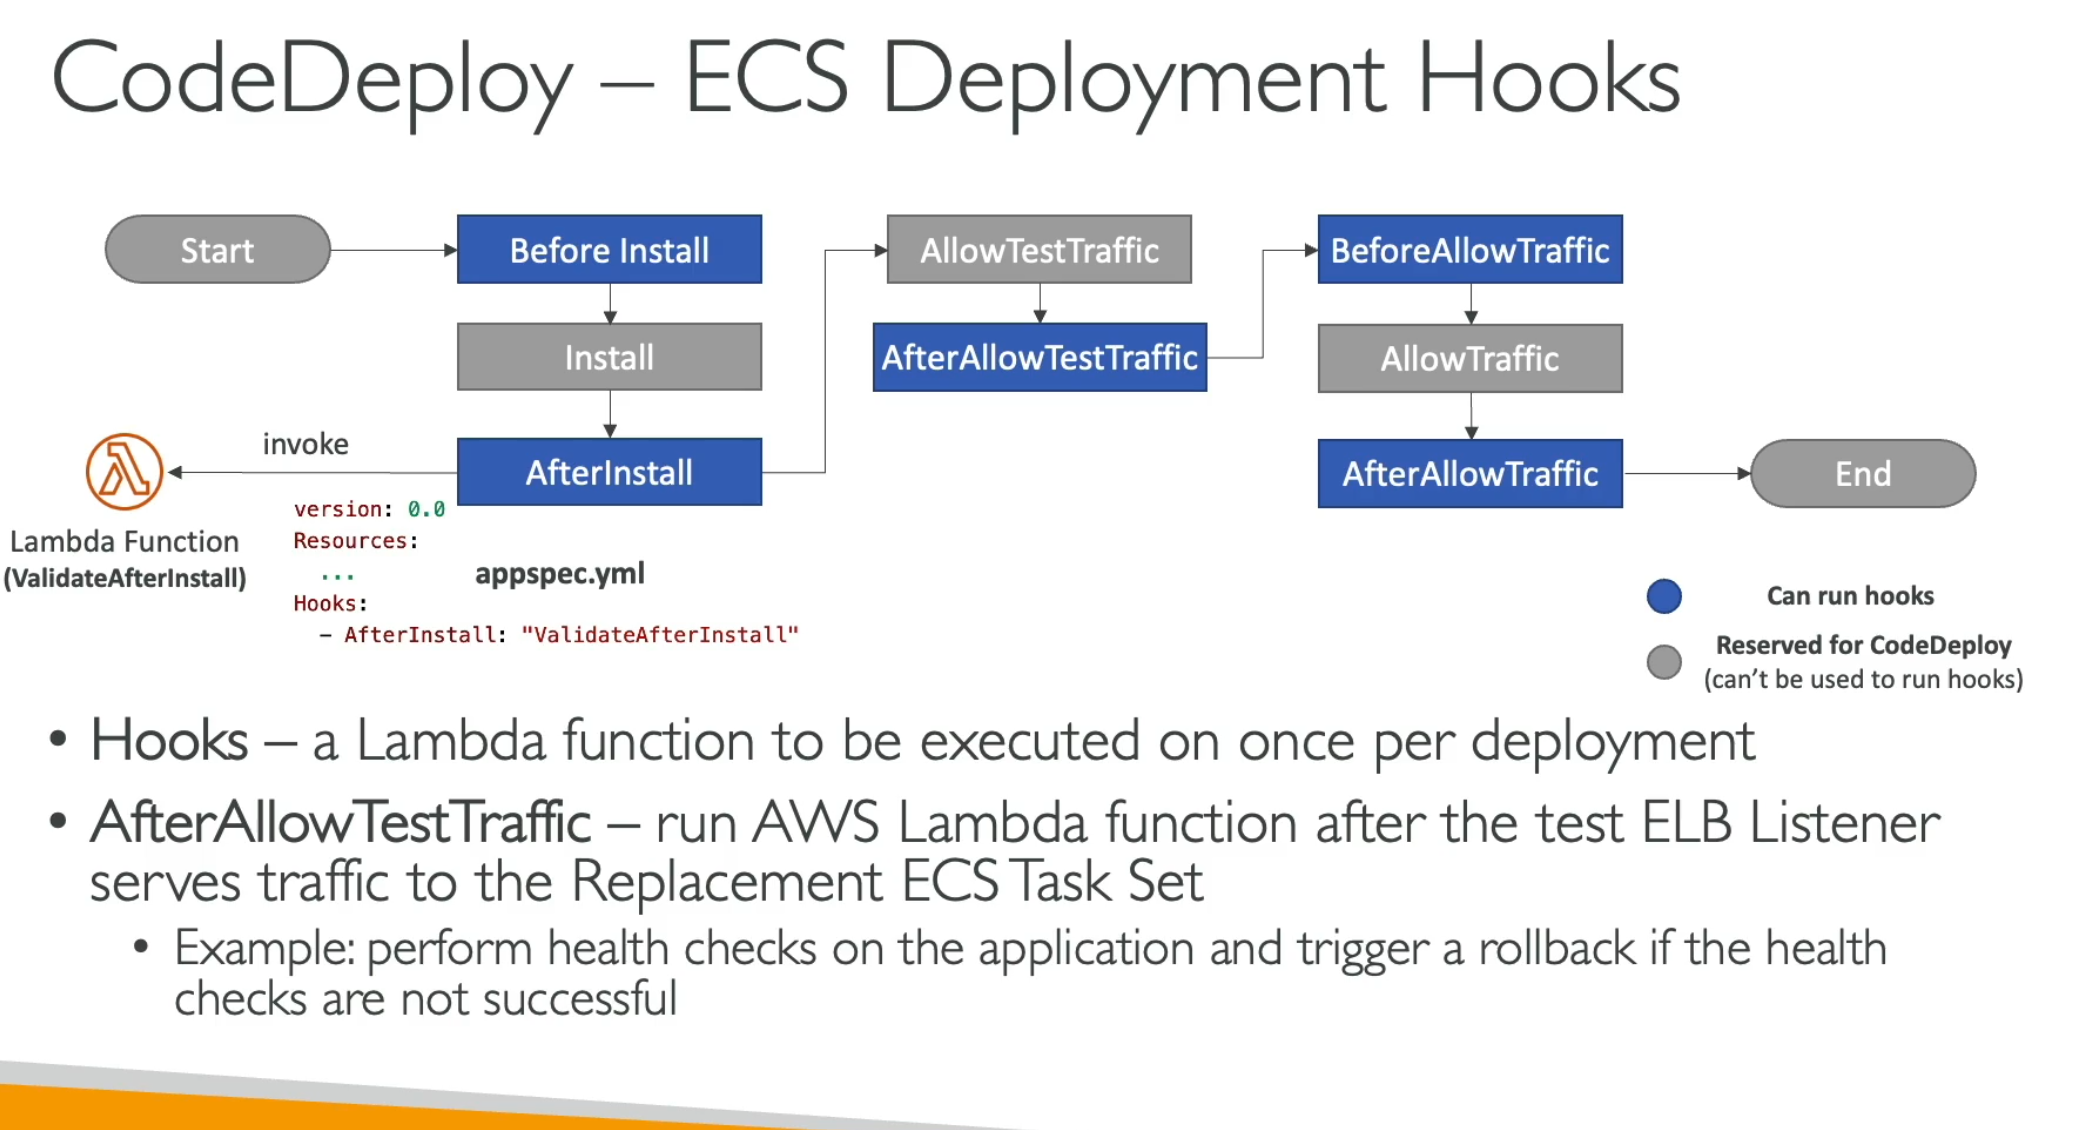 CodeDeploy – ECS Deployment Hooks
Start
Before Install
Install
AfterInstall
AllowTestTraffic
AfterAllowTestTraffic
BeforeAllowTraffic
AllowTraffic
AfterAllowTraffic
End
invoke
Lambda Function
(ValidateAfterInstall)
version: 0.0
Resources:
...
Hooks:
- AfterInstall: "ValidateAfterInstall"
appspec.yml
Can run hooks
Reserved for CodeDeploy
(can't be used to run hooks)
• Hooks – a Lambda function to be executed on once per deployment
• AfterAllowTestTraffic – run AWS Lambda function after the test ELB Listener
serves traffic to the Replacement ECS Task Set
• Example: perform health checks on the application and trigger a rollback if the health
checks are not successful